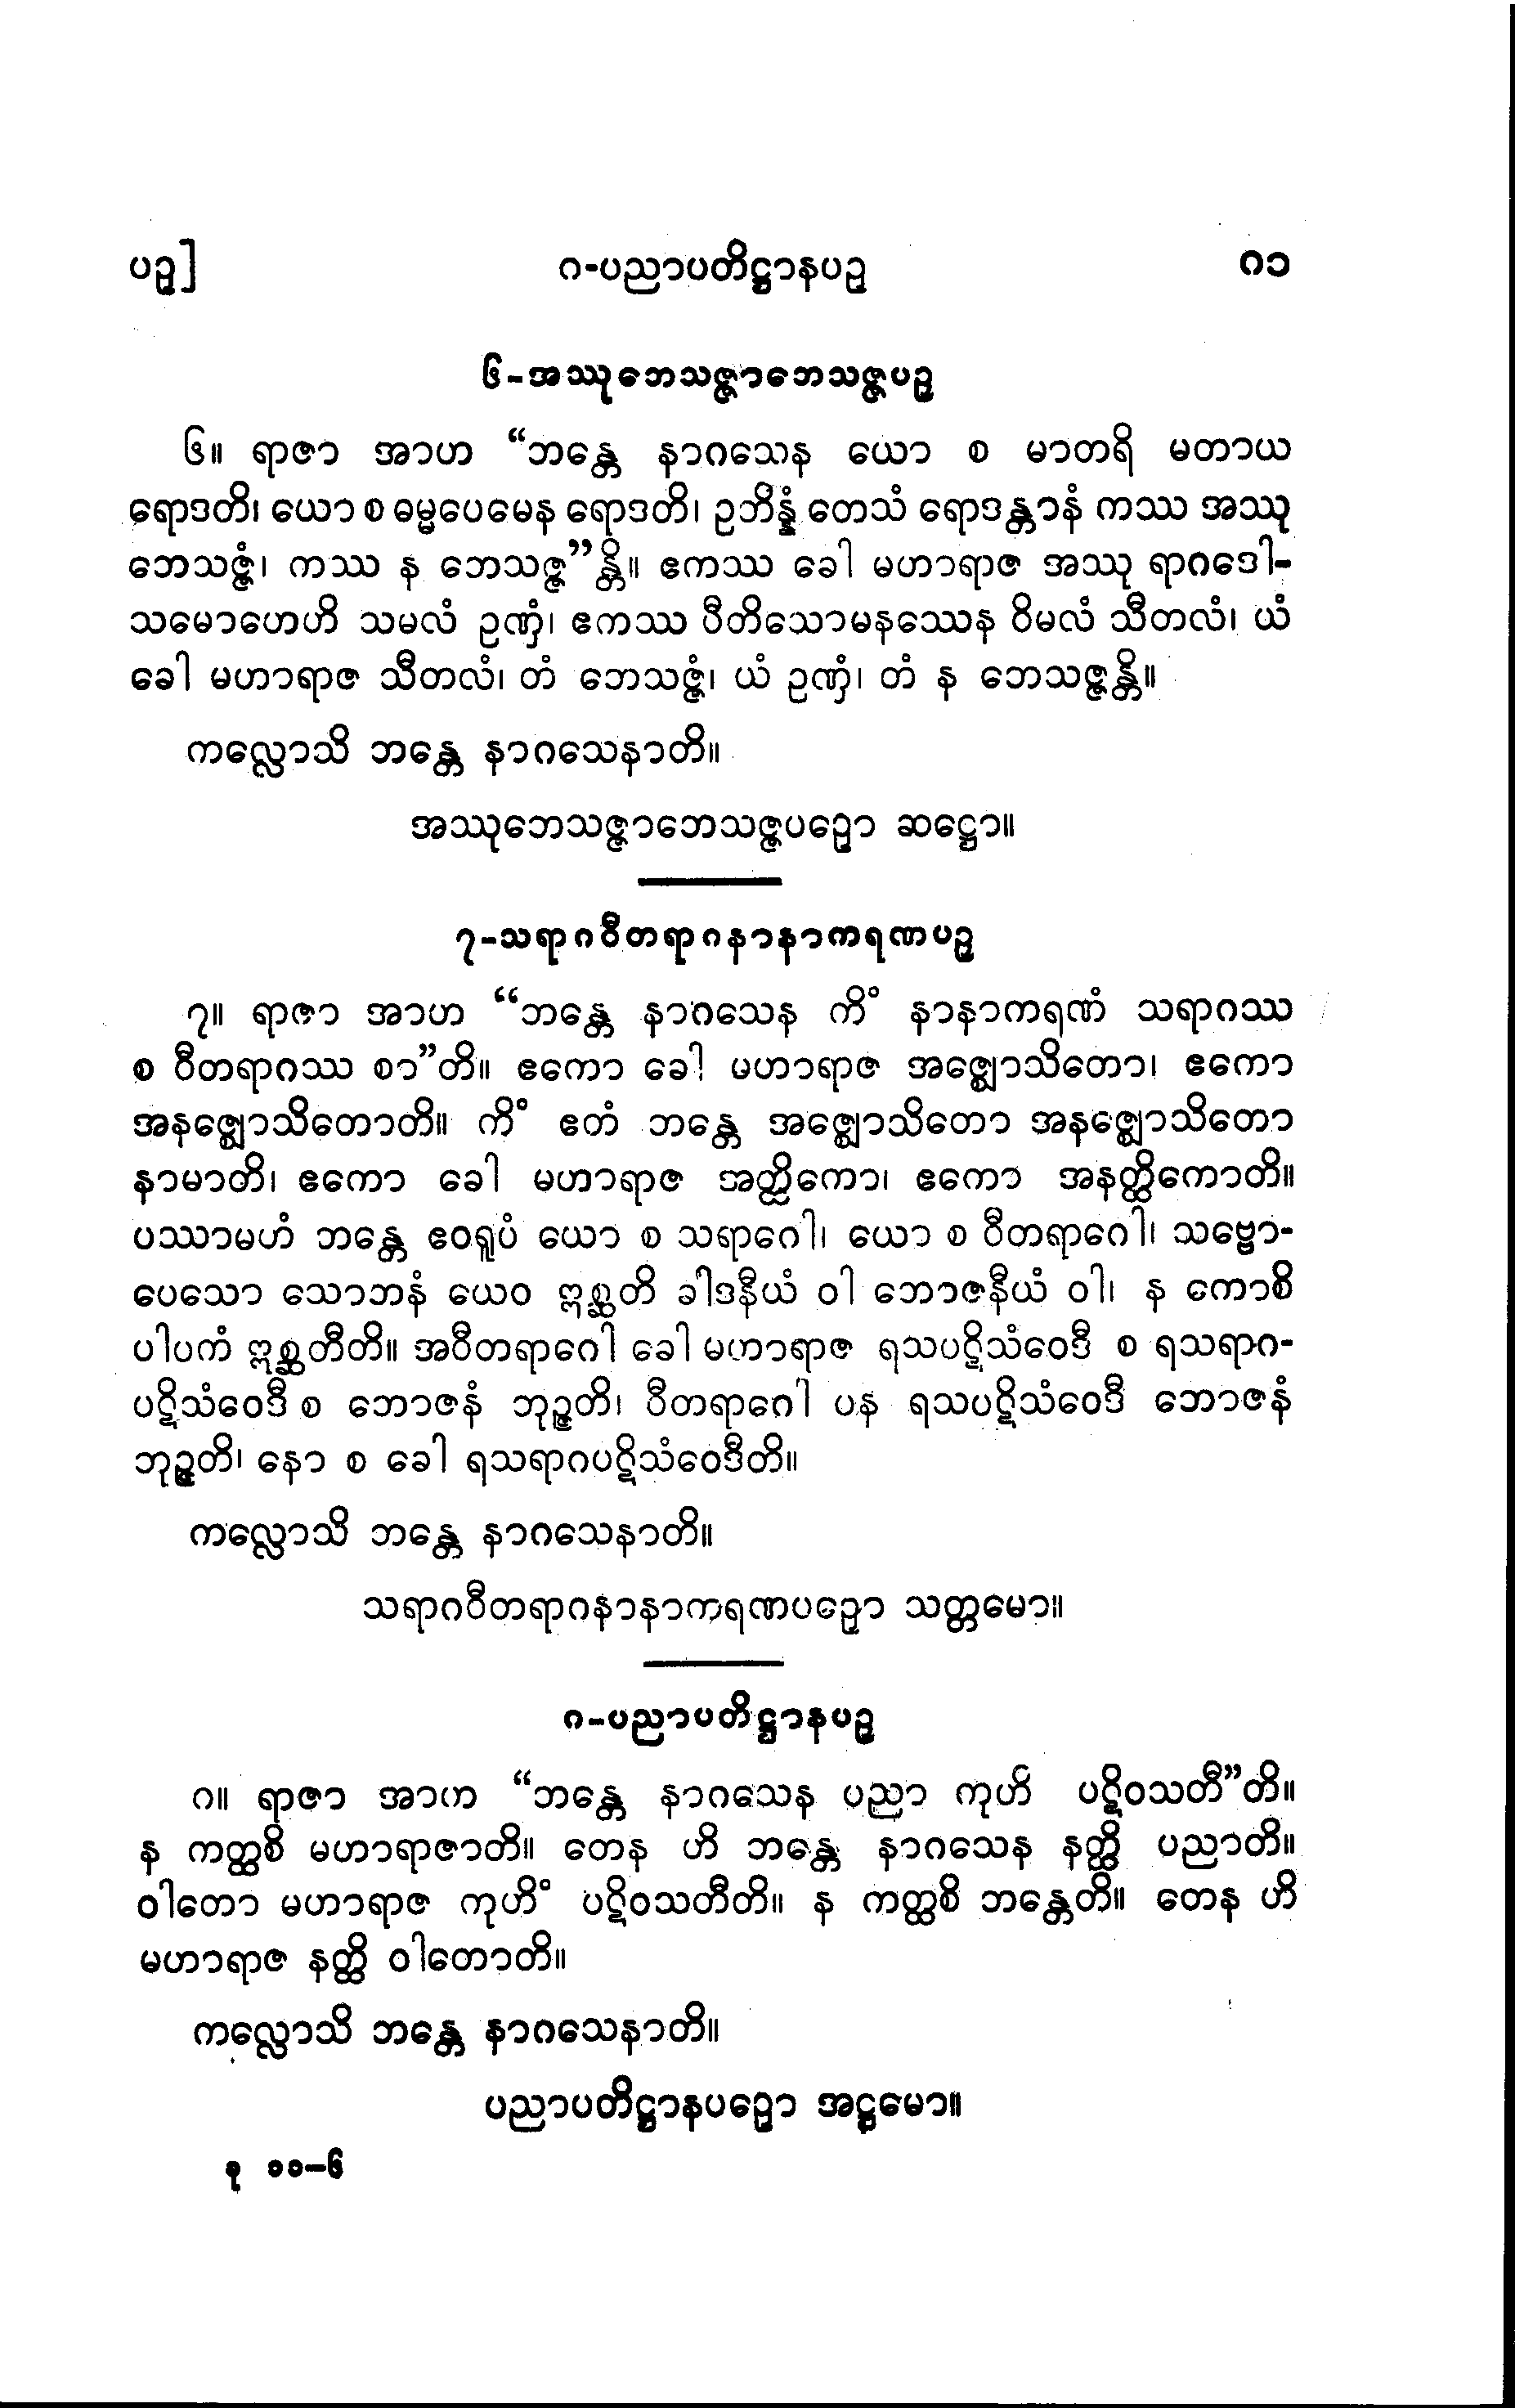 ပဉှ]
ဂ-ပညာပတိဋ္ဌာနပဉှ
ဂ၁
၆-အဿုဘေသဇ္ဇာဘေသဇ္ဇပဉှ
၆။ ရာဇာ အာဟ “ဘန္တေ နာဂသေန ယော စ မာတရိ မတာယ
ရောဒတိ၊ ယော စ ဓမ္မပေမေန ရောဒတိ၊ ဥဘိန္နံ တေသံ ရောဒန္တာနံ ကဿ အဿု
ဘေသဇ္ဇံ၊ ကဿ န ဘေသဇ္ဇ”န္တိ။ ဧကဿ ခေါ မဟာရာဇ အဿု ရာဂဒေါ-
သမောဟေဟိ သမလံ ဥဏှံ၊ ဧကဿ ပီတိသောမနဿေန ဝိမလံ သီတလံ၊ ယံ
ခေါ မဟာရာဇ သီတလံ၊ တံ ဘေသဇ္ဇံ၊ ယံ ဥဏှံ၊ တံ န ဘေသဇ္ဇန္တိ။
ကလ္လောသိ ဘန္တေ နာဂသေနာတိ။
အဿုဘေသဇ္ဇာဘေသဇ္ဇပဉှော ဆဋ္ဌော။
၇-သရာဂဝီတရာဂနာနာကရဏပဉှ
၇။ ရာဇာ အာဟ “ဘန္တေ နာဂသေန ကိံ နာနာကရဏံ သရာဂဿ
စ ဝီတရာဂဿ စာ”တိ။ ဧကော ခေါ မဟာရာဇ အဇ္ဈောသိတော၊ ဧကော
အနဇ္ဈောသိတောတိ။ ကိံ ဧတံ ဘန္တေ အဇ္ဈောသိတော အနဇ္ဈောသိတော
နာမာတိ၊ ဧကော ခေါ မဟာရာဇ အတ္ထိကော၊ ဧကော အနတ္ထိကောတိ။
ပဿာမဟံ ဘန္တေ ဧဝရူပံ ယော စ သရာဂေါ၊ ယော စ ဝီတရာဂေါ၊ သဗ္ဗော-
ပေသော သောဘနံ ယေဝ ဣစ္ဆတိ ခါဒနီယံ ဝါ ဘောဇနီယံ ဝါ၊ န ကောစိ
ပါပကံ ဣစ္ဆတီတိ။ အဝီတရာဂေါ ခေါ မဟာရာဇ ရသပဋိသံဝေဒီ စ ရသရာဂ-
ပဋိသံဝေဒီ စ ဘောဇနံ ဘုဉ္ဇတိ၊ ဝီတရာဂေါ ပန ရသပဋိသံဝေဒီ ဘောဇနံ
ဘုဉ္ဇတိ၊ နော စ ခေါ ရသရာဂပဋိသံဝေဒီတိ။
ကလ္လောသိ ဘန္တေ နာဂသေနာတိ။
သရာဂဝီတရာဂနာနာကရဏပဉှော သတ္တမော။
ဂ-ပညာပတိဋ္ဌာနပဉှ
ဂ။ ရာဇာ အာဟ “ဘန္တေ နာဂသေန ပညာ ကုဟိံ ပဋိဝသတီ”တိ။
န ကတ္ထစိ မဟာရာဇာတိ။ တေန ဟိ ဘန္တေ နာဂသေန နတ္ထိ ပညာတိ။
ဝါတော မဟာရာဇ ကုဟိံ ပဋိဝသတီတိ။ န ကတ္ထစိ ဘန္တေတိ။ တေန ဟိ
မဟာရာဇ နတ္ထိ ဝါတောတိ။
ကလ္လောသိ ဘန္တေ နာဂသေနာတိ။
ပညာပတိဋ္ဌာနပဉှော အဋ္ဌမော။
ခု ၁၁–၆